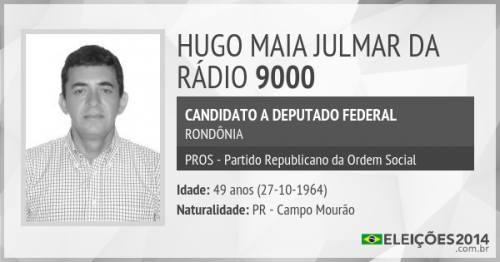 HUGO MAIA JULMAR DA
RÁDIO 9000
CANDIDATO A DEPUTADO FEDERAL
RONDÔNIA
PROS - Partido Republicano da Ordem Social
Idade: 49 anos (27-10-1964)
Naturalidade: PR - Campo Mourão
ELEIÇÕES2014
.com.br